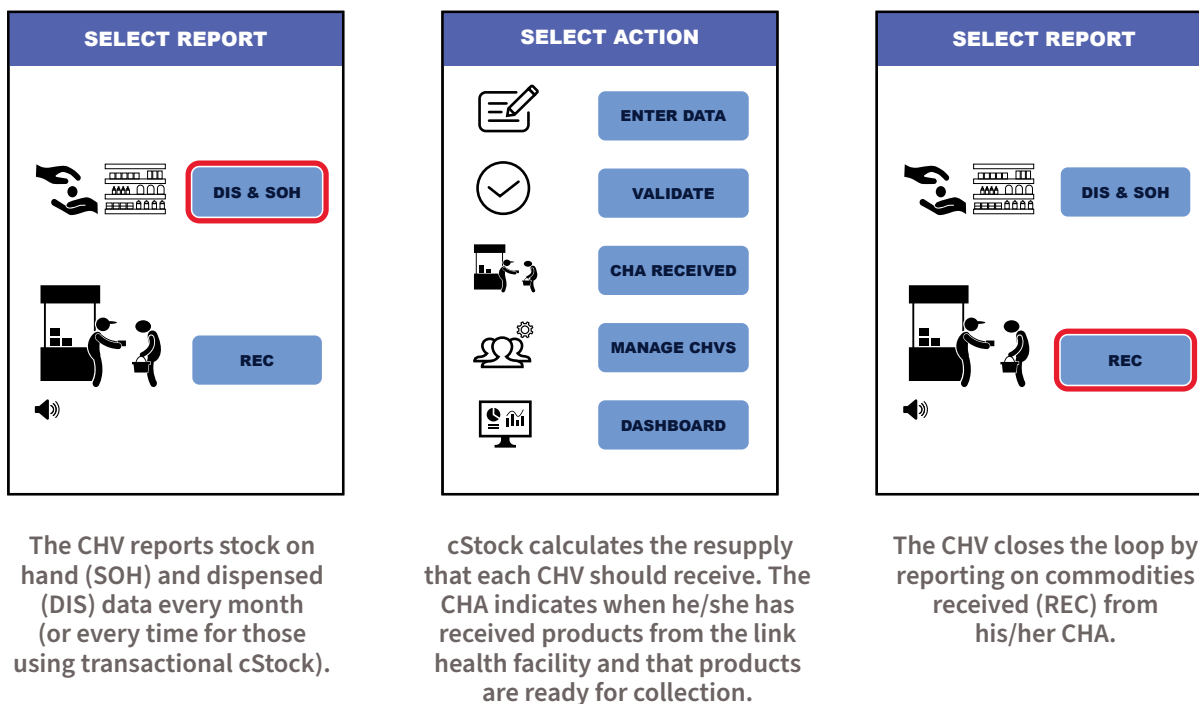 SELECT REPORT
DIS & SOH
REC
The CHV reports stock on
hand (SOH) and dispensed
(DIS) data every month
(or every time for those
using transactional cStock).
SELECT ACTION
ENTER DATA
VALIDATE
CHA RECEIVED
MANAGE CHVS
DASHBOARD
cStock calculates the resupply
that each CHV should receive. The
CHA indicates when he/she has
received products from the link
health facility and that products
are ready for collection.
SELECT REPORT
DIS & SOH
REC
The CHV closes the loop by
reporting on commodities
received (REC) from
his/her CHA.